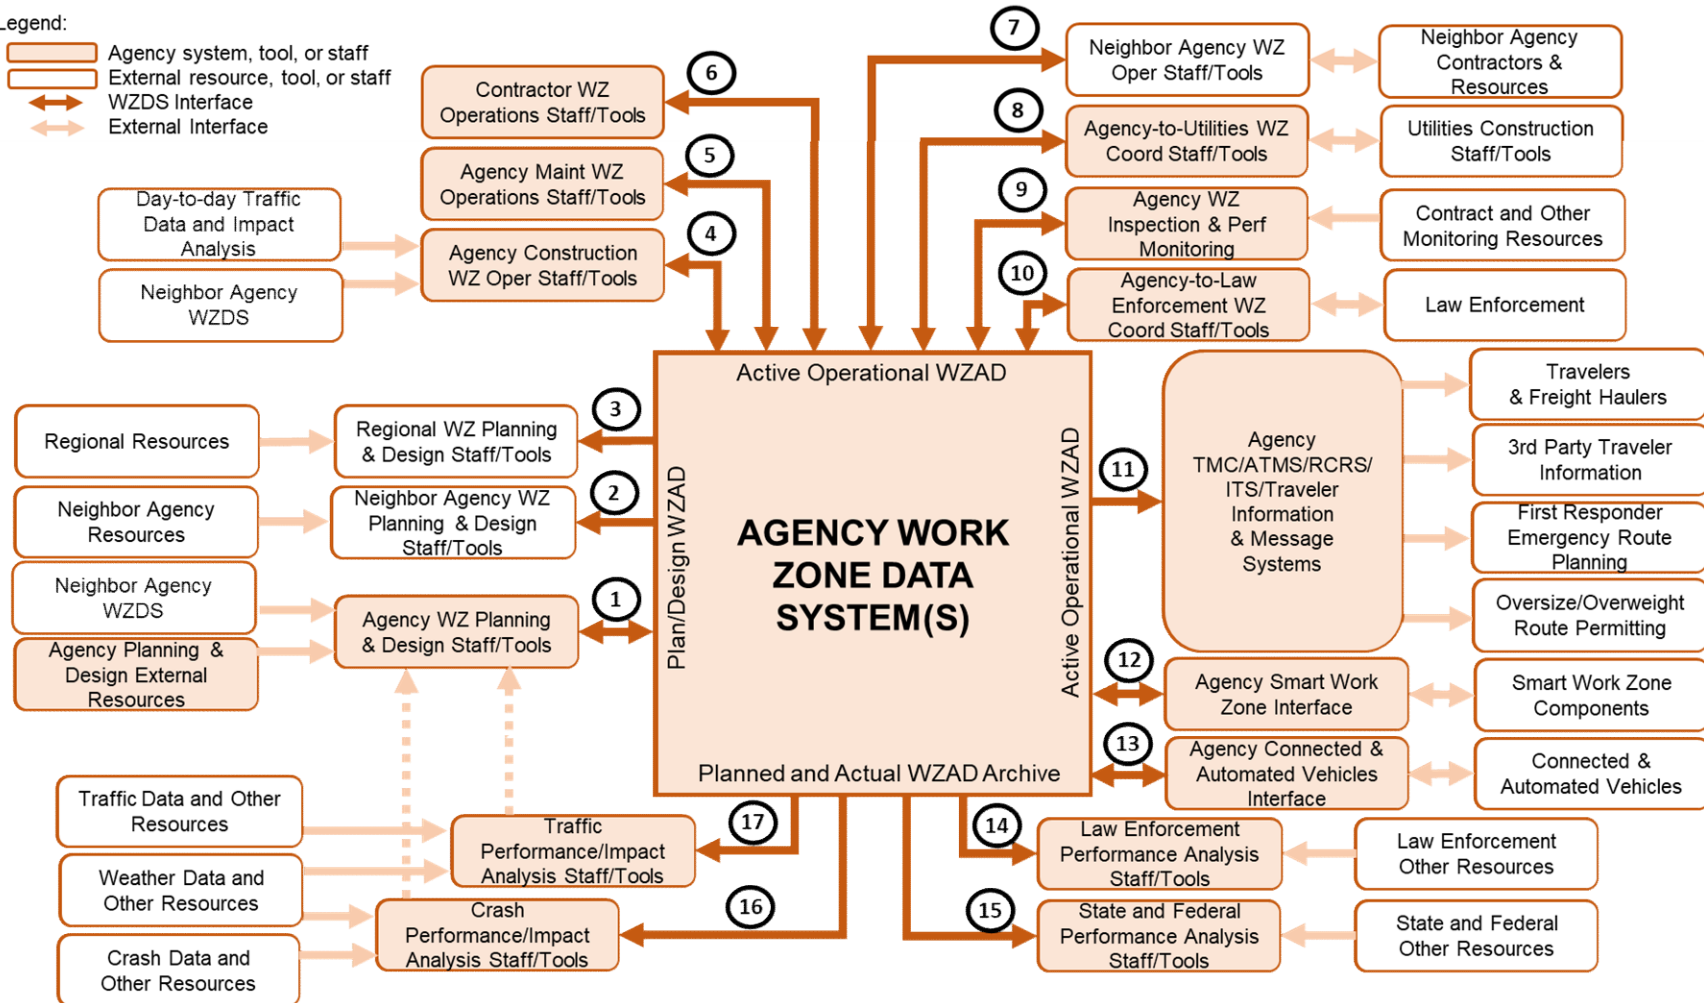 Legend:
Agency system, tool, or staff
External resource, tool, or staff
WZDS Interface
External Interface
6
Contractor WZ
Operations Staff/Tools
5
Agency Maint WZ
Operations Staff/Tools
4
Agency Construction
WZ Oper Staff/Tools
Day-to-day Traffic
Data and Impact
Analysis
Neighbor Agency
WZDS
7
Neighbor Agency WZ
Oper Staff/Tools
Neighbor Agency
Contractors &
Resources
8
Agency-to-Utilities WZ
Coord Staff/Tools
Utilities Construction
Staff/Tools
9
Agency WZ
Inspection & Perf
Monitoring
Contract and Other
Monitoring Resources
10
Agency-to-Law
Enforcement WZ
Coord Staff/Tools
Law Enforcement
Active Operational WZAD
Regional Resources
Regional WZ Planning
& Design Staff/Tools
3
Neighbor Agency
Resources
Neighbor Agency WZ
Planning & Design
Staff/Tools
2
Neighbor Agency
WZDS
Agency Planning &
Design External
Resources
Agency WZ Planning
& Design Staff/Tools
1
Plan/Design WZAD
AGENCY WORK
ZONE DATA
SYSTEM(S)
Active Operational WZAD
Planned and Actual WZAD Archive
11
Agency
TMC/ATMS/RCRS/
ITS/Traveler
Information
& Message
Systems
Travelers
& Freight Haulers
3rd Party Traveler
Information
First Responder
Emergency Route
Planning
Oversize/Overweight
Route Permitting
12
Agency Smart Work
Zone Interface
Smart Work Zone
Components
13
Agency Connected &
Automated Vehicles
Interface
Connected &
Automated Vehicles
Traffic Data and Other
Resources
Weather Data and
Other Resources
Crash Data and
Other Resources
17
Traffic
Performance/Impact
Analysis Staff/Tools
16
Crash
Performance/Impact
Analysis Staff/Tools
14
Law Enforcement
Performance Analysis
Staff/Tools
Law Enforcement
Other Resources
15
State and Federal
Performance Analysis
Staff/Tools
State and Federal
Other Resources